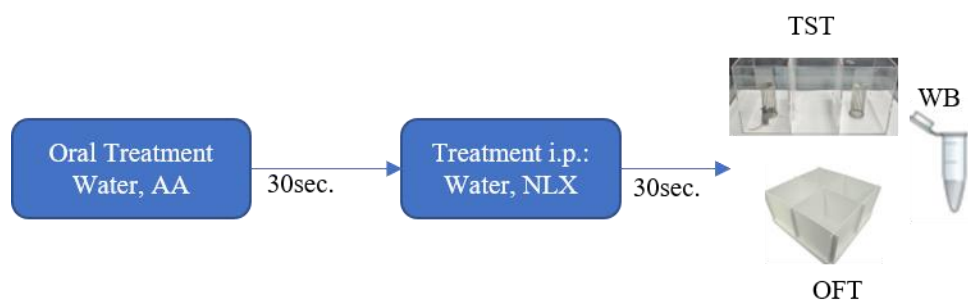 Oral Treatment
Water, AA
30sec.
Treatment i.p.:
Water, NLX
30sec.
TST
WB
OFT